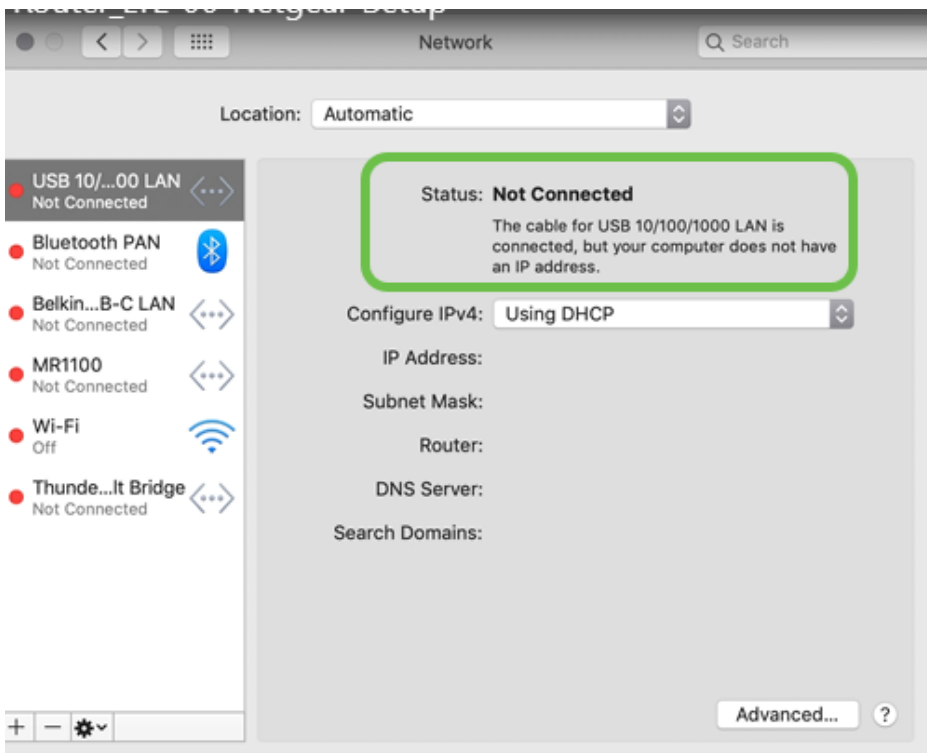 Network
Search
Location: Automatic
USB 10/...00 LAN
Not Connected
Bluetooth PAN
Not Connected
Belkin...B-C LAN
Not Connected
MR1100
Not Connected
Wi-Fi
Off
Thunde...lt Bridge
Not Connected
Status: Not Connected
The cable for USB 10/100/1000 LAN is
connected, but your computer does not have
an IP address.
Configure IPv4: Using DHCP
IP Address:
Subnet Mask:
Router:
DNS Server:
Search Domains:
Advanced...
?